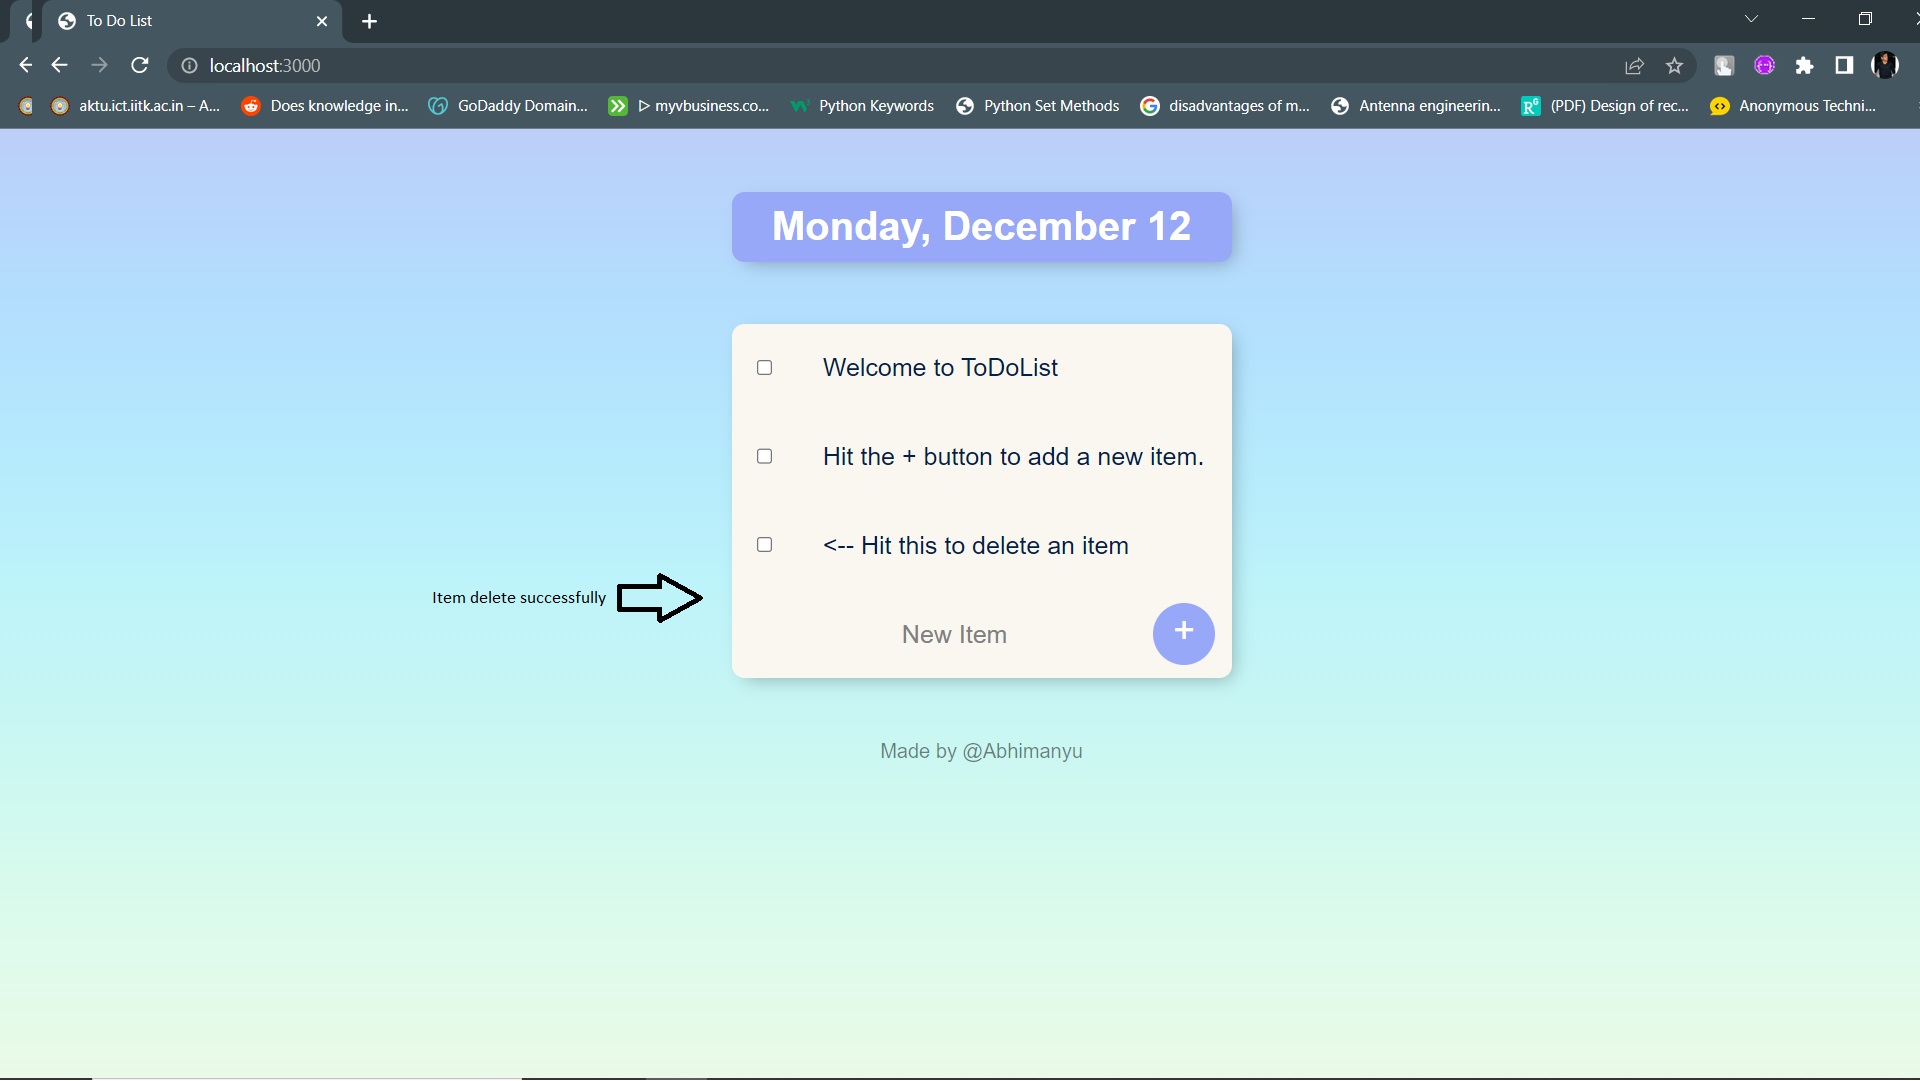 To Do List
localhost:3000
aktu.ict.iitk.ac.in – A... Does knowledge in... GoDaddy Domain... ▷ myvbusiness.co... Python Keywords Python Set Methods disadvantages of m... Antenna engineerin... (PDF) Design of rec... Anonymous Techni...
Monday, December 12
Welcome to ToDoList
Hit the + button to add a new item.
<-- Hit this to delete an item
Item delete successfully
New Item
+
Made by @Abhimanyu